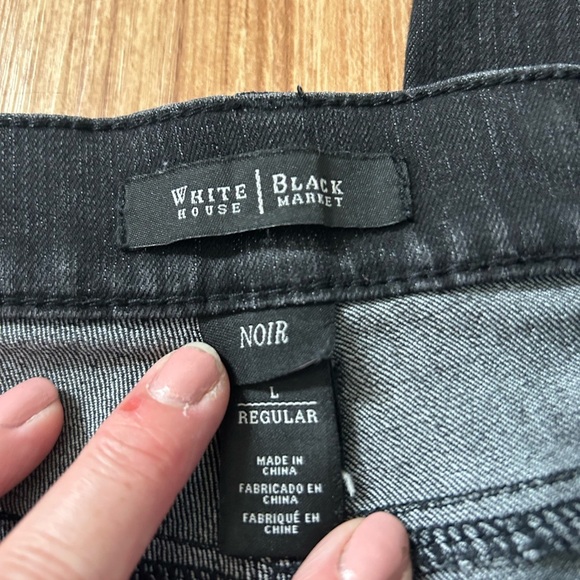 WHITE | BLACK
HOUSE | MARKET
NOIR
L
REGULAR
MADE IN
CHINA
FABRICADO EN
CHINA
FABRIQUÉ EN
CHINE